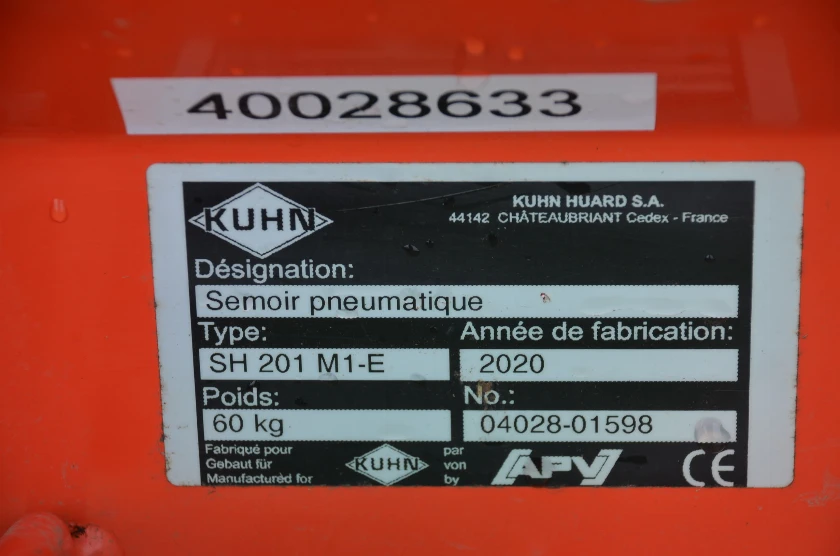 40028633
KUHN
KUHN HUARD S.A.
44142 CHÂTEAUBRIANT Cedex - France
Désignation:
Semoir pneumatique
Type: Année de fabrication:
SH 201 M1-E 2020
Poids: No.:
60 kg 04028-01598
Fabriqué pour par
Gebaut für KUHN von APV CE
Manufactured for by